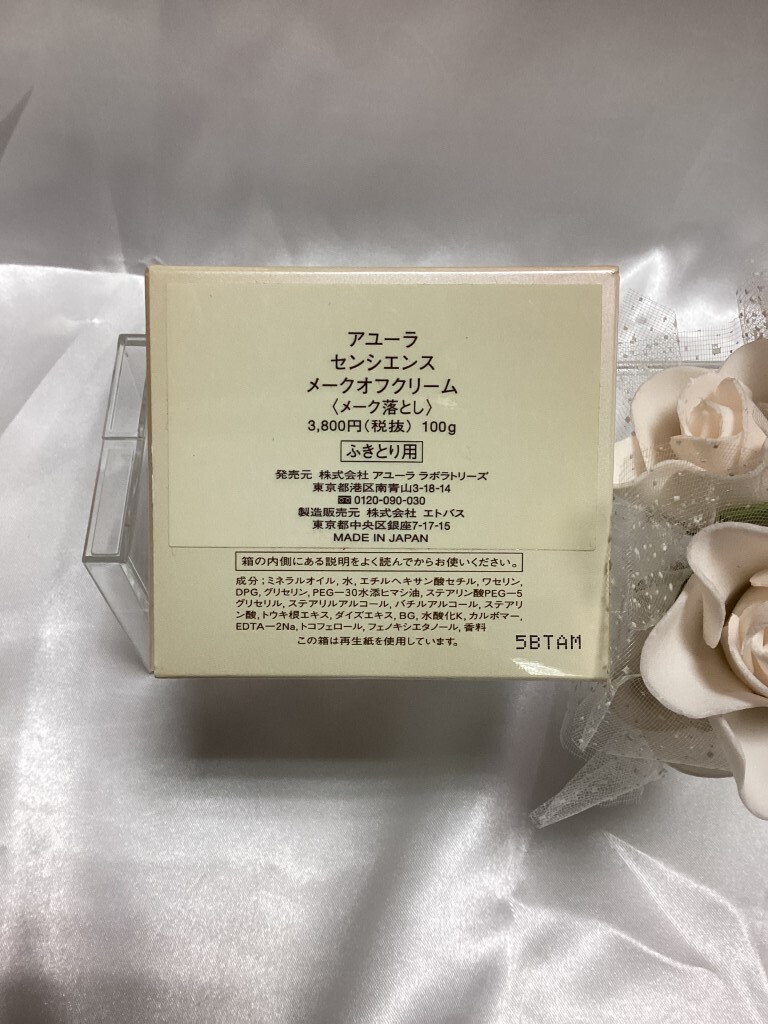 アユーラ
センシエンス
メークオフクリーム
〈メーク落とし〉
3,800円(税抜) 100g
ふきとり用
発売元 株式会社 アユーラ ラボラトリーズ
東京都港区南青山3-18-14
0120-090-030
製造販売元 株式会社 エトバス
東京都中央区銀座7-17-15
MADE IN JAPAN
箱の内側にある説明をよく読んでからお使いください。
成分;ミネラルオイル, 水, エチルヘキサン酸セチル, ワセリン,
DPG, グリセリン, PEG-30水添ヒマシ油, ステアリン酸PEG-5
グリセリル, ステアリルアルコール, バチルアルコール, ステアリ
ン酸, トウキ根エキス, ダイズエキス, BG, 水酸化K, カルボマー,
EDTA-2Na, トコフェロール, フェノキシエタノール, 香料
この箱は再生紙を使用しています。
5BTAM